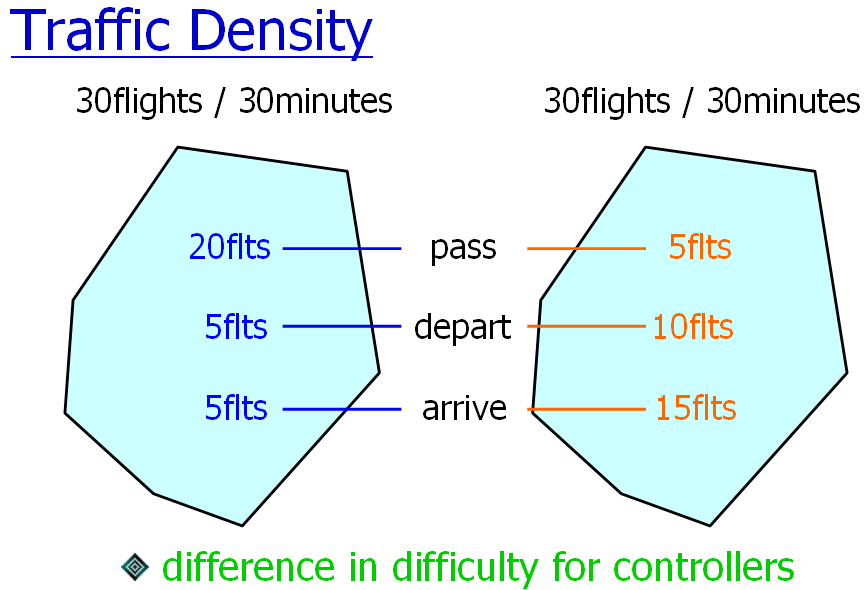 Traffic Density
30flights / 30minutes 30flights / 30minutes
20flts pass 5flts
5flts depart 10flts
5flts arrive 15flts
difference in difficulty for controllers